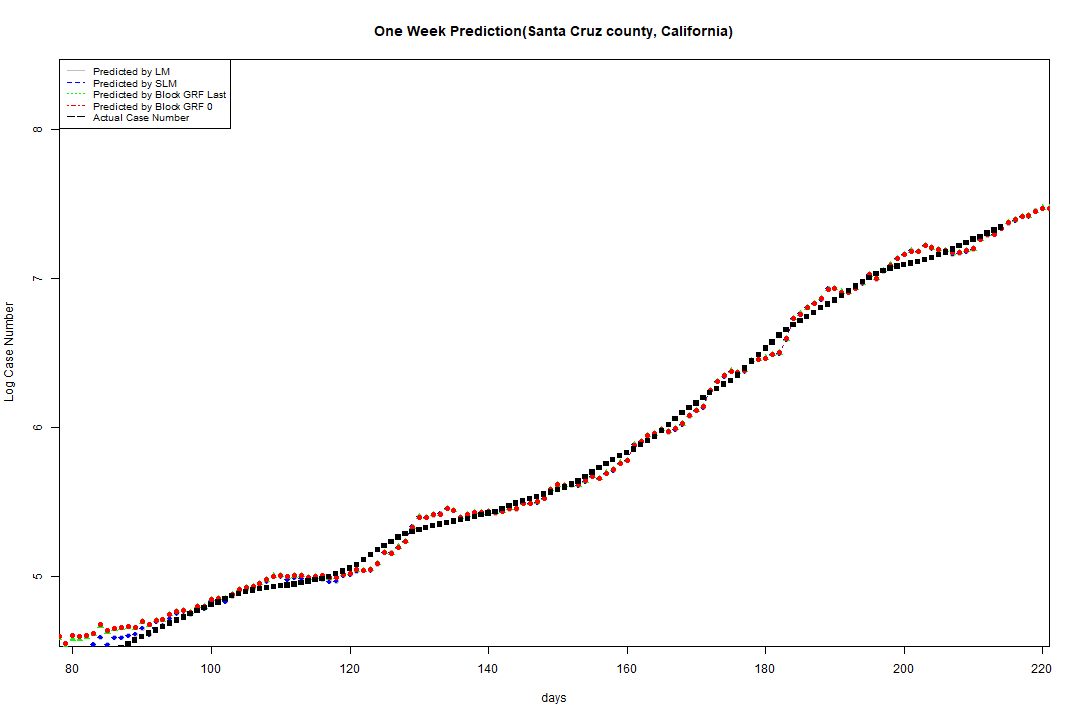 One Week Prediction(Santa Cruz county, California)
Predicted by LM
Predicted by SLM
Predicted by Block GRF Last
Predicted by Block GRF 0
Actual Case Number
8
7
6
5
Log Case Number
80 100 120 140 160 180 200 220
days